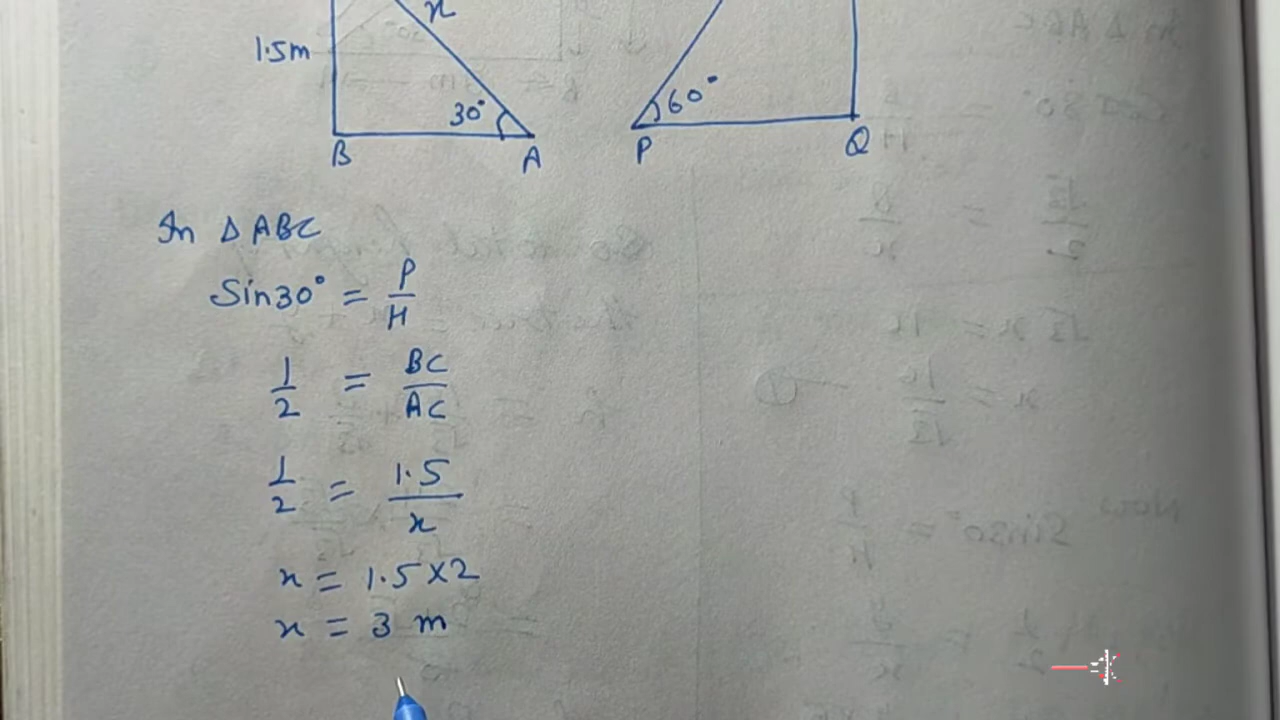 x
1.5m
30°
60°
B A P Q
In △ ABC
Sin30° = P/H
1/2 = BC/AC
1/2 = 1.5/x
x = 1.5×2
x = 3 m